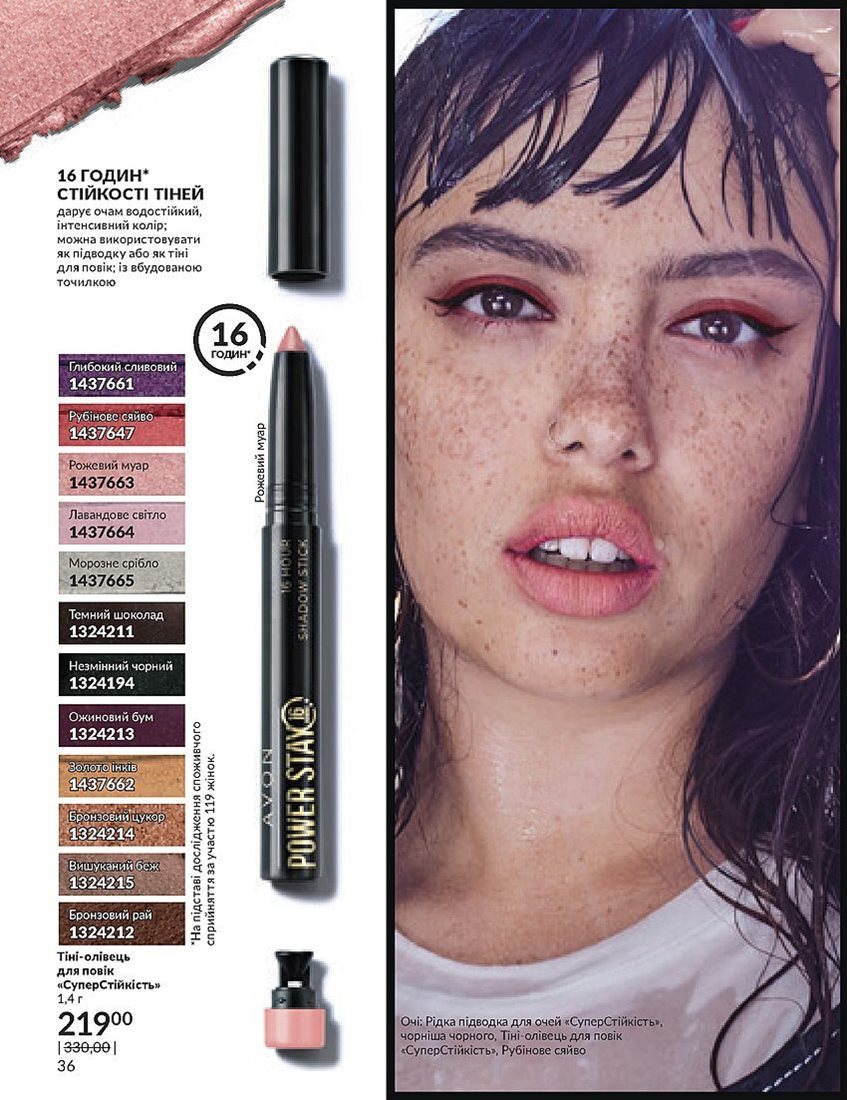 16 ГОДИН*
СТІЙКОСТІ ТІНЕЙ
дарує очам водостійкий,
інтенсивний колір;
можна використовувати
як підводку або як тіні
для повік; із вбудованою
точилкою
16
ГОДИН*
Глибокий сливовий
1437661
Рубінове сяйво
1437647
Рожевий муар
1437663
Лавандове світло
1437664
Морозне срібло
1437665
Темний шоколад
1324211
Незмінний чорний
1324194
Ожиновий бум
1324213
Золото інків
1437662
Бронзовий цукор
1324214
Вишуканий беж
1324215
Бронзовий рай
1324212
Рожевий муар
16 HOUR
SHADOW STICK
AVON
POWER STAY 16
*На підставі дослідження споживчого
сприйняття за участю 119 жінок.
Тіні-олівець
для повік
«СуперСтійкість»
1,4 г
219⁰⁰
|330,00|
36
Очі: Рідка підводка для очей «СуперСтійкість»,
чорніша чорного, Тіні-олівець для повік
«СуперСтійкість», Рубінове сяйво